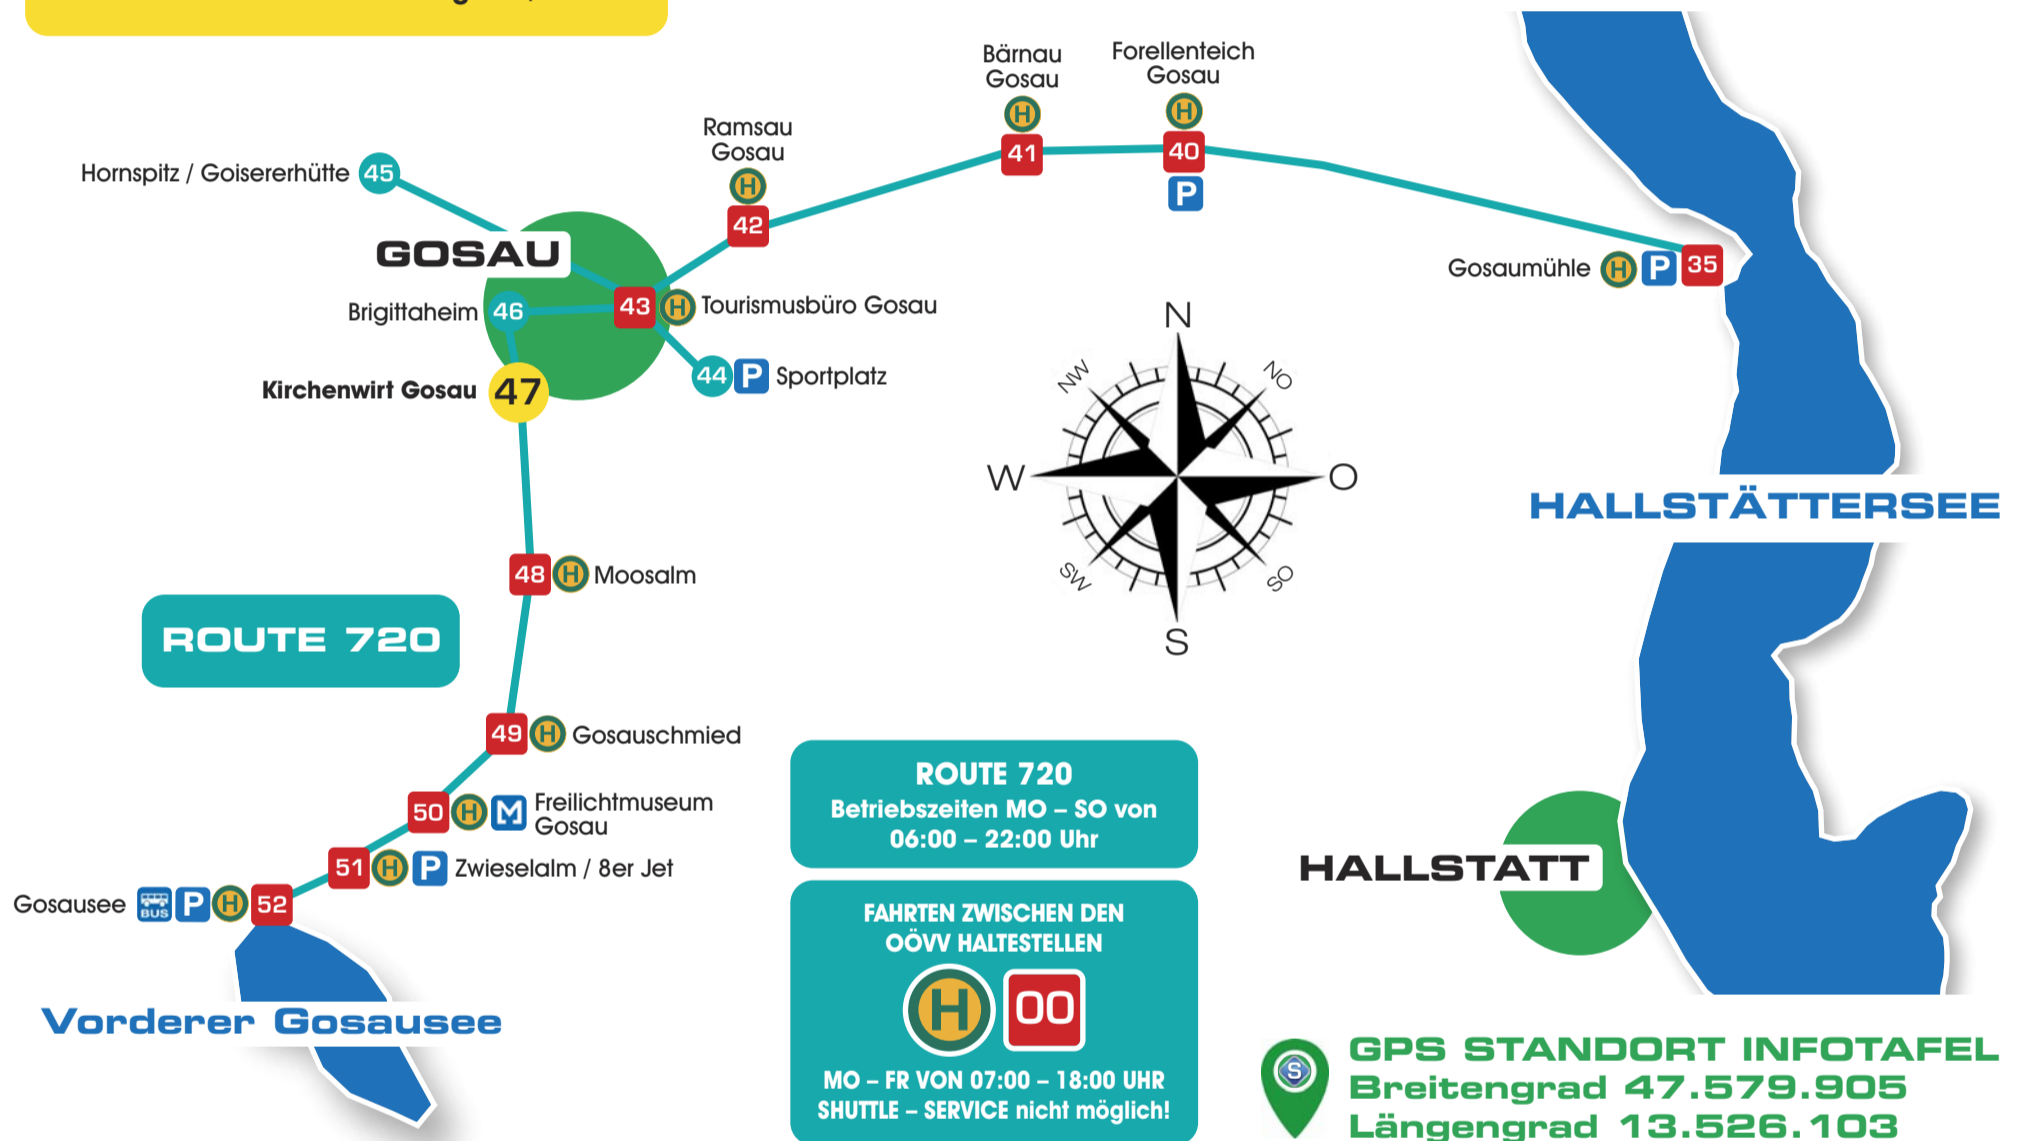 Bärnau
Gosau
H
41
Forellenteich
Gosau
H
40
P
Ramsau
Gosau
H
42
Hornspitz / Goisererhütte 45
GOSAU
Gosaumühle H P 35
Brigittaheim 46
43 H Tourismusbüro Gosau
44 P Sportplatz
Kirchenwirt Gosau 47
N
NW
NO
W
O
SW
SO
S
HALLSTÄTTERSEE
48 H Moosalm
ROUTE 720
49 H Gosauschmied
50 H M Freilichtmuseum
Gosau
51 H P Zwieselalm / 8er Jet
Gosausee BUS P H 52
Vorderer Gosausee
ROUTE 720
Betriebszeiten MO – SO von
06:00 – 22:00 Uhr
HALLSTATT
FAHRTEN ZWISCHEN DEN
OÖVV HALTESTELLEN
H 00
MO – FR VON 07:00 – 18:00 UHR
SHUTTLE – SERVICE nicht möglich!
S
GPS STANDORT INFOTAFEL
Breitengrad 47.579.905
Längengrad 13.526.103